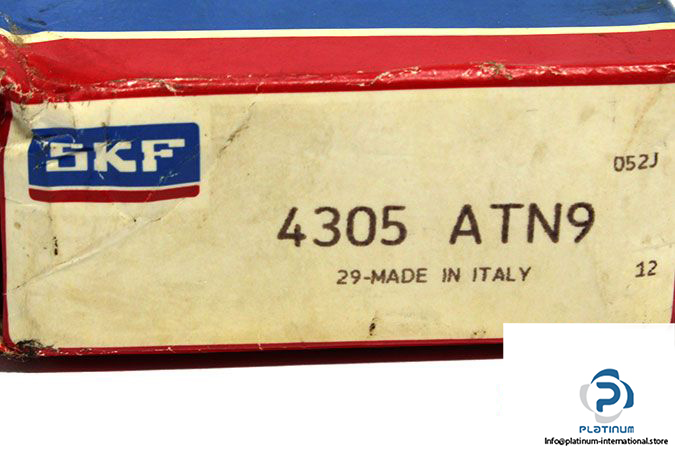 SKF
052J
4305 ATN9
29-MADE IN ITALY
12
PLATINUM
Info@platinum-international.store